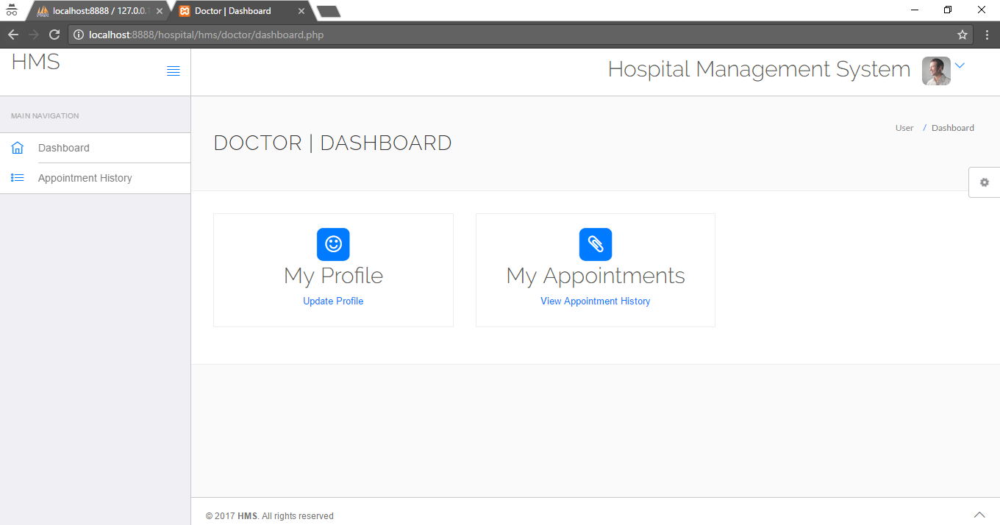 localhost:8888 / 127.0.0.1
Doctor | Dashboard
localhost:8888/hospital/hms/doctor/dashboard.php
HMS
Hospital Management System
MAIN NAVIGATION
Dashboard
Appointment History
DOCTOR | DASHBOARD
User / Dashboard
My Profile
Update Profile
My Appointments
View Appointment History
© 2017 HMS. All rights reserved